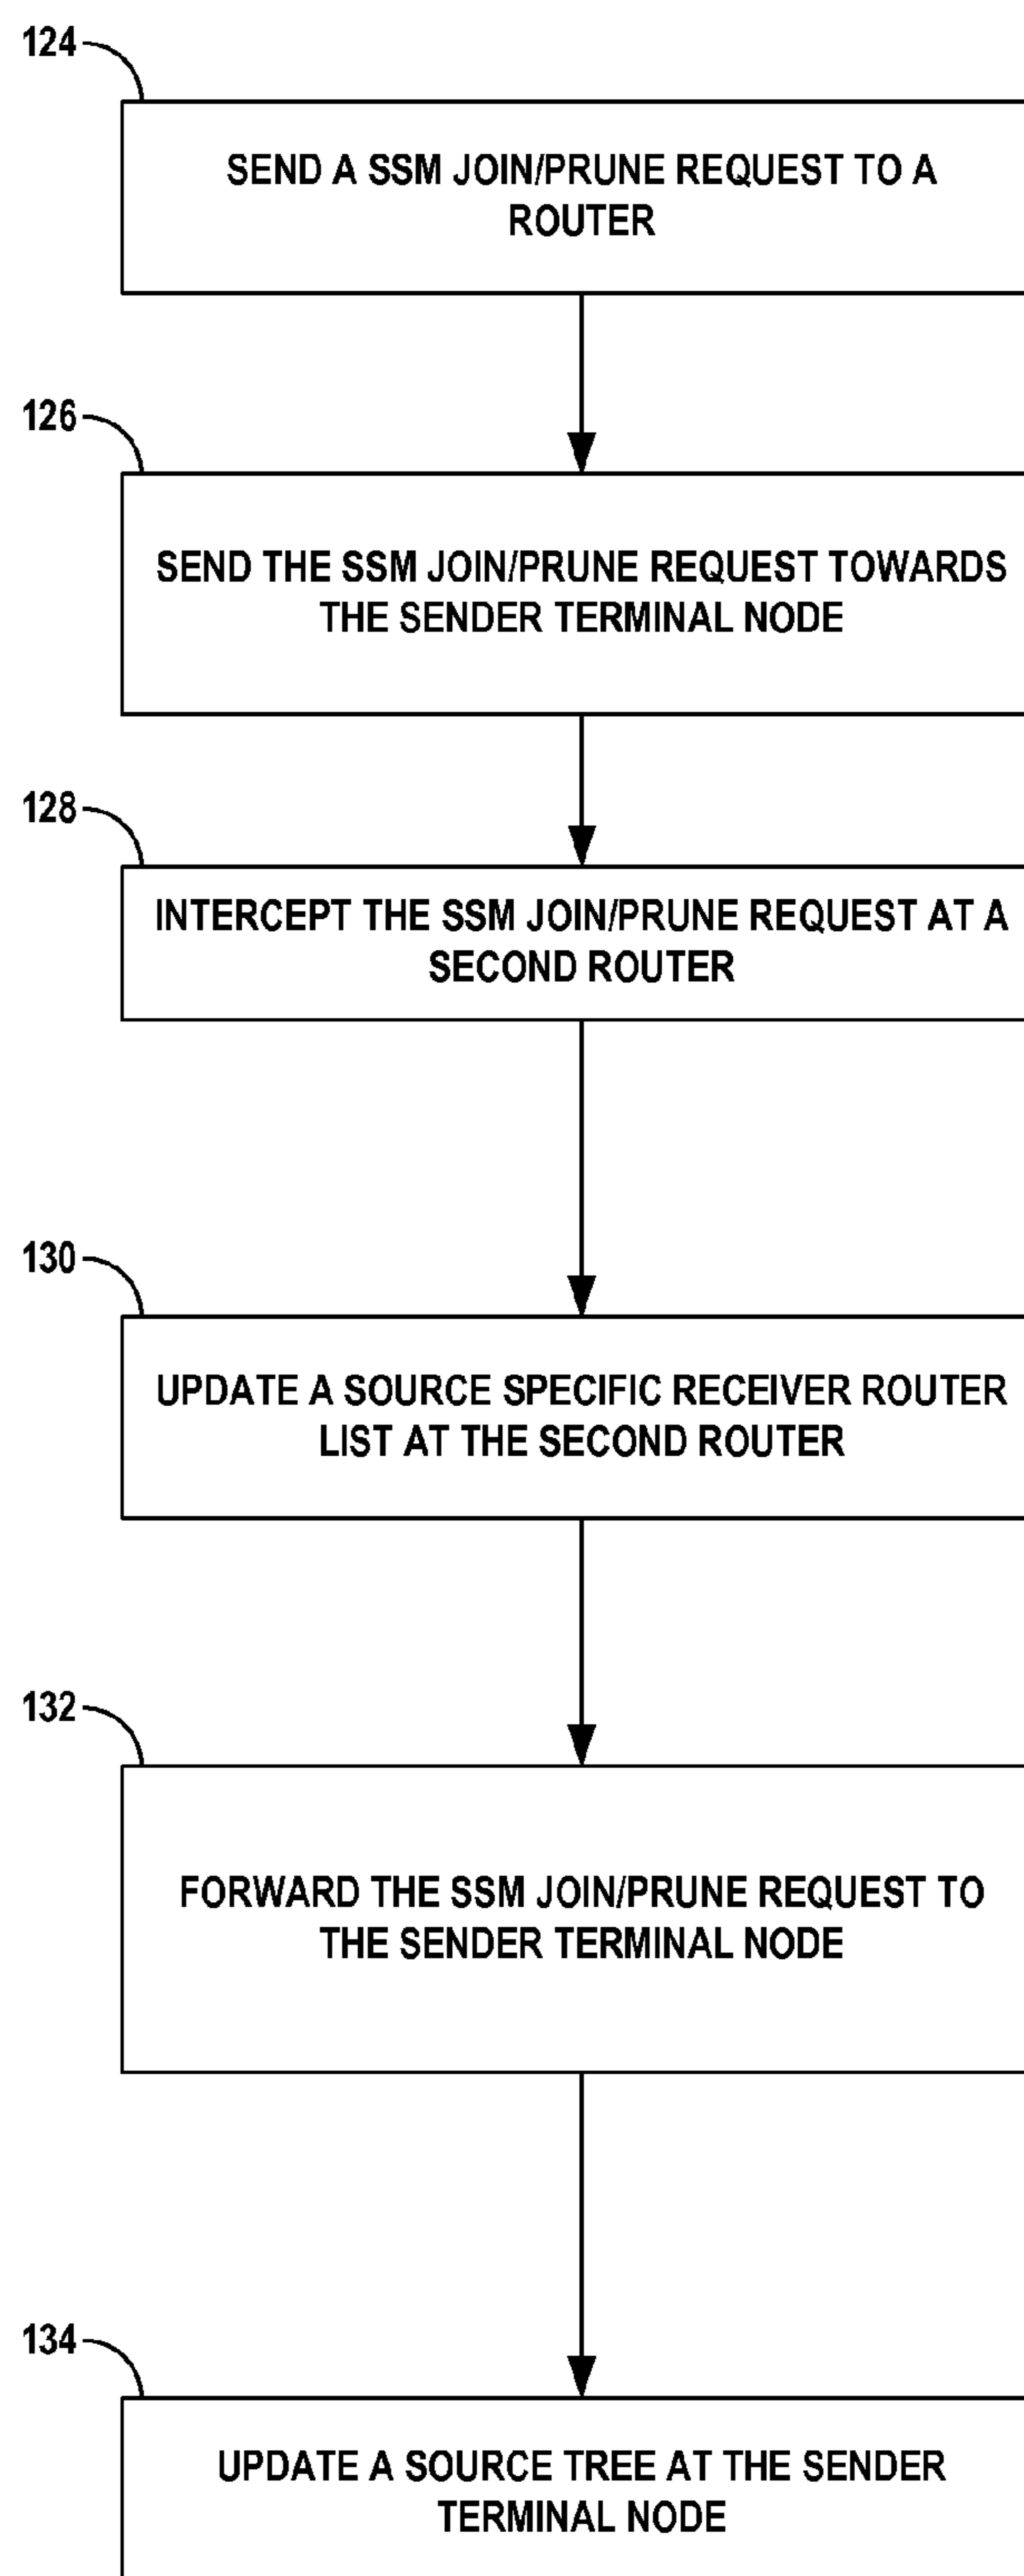 124
SEND A SSM JOIN/PRUNE REQUEST TO A
ROUTER
126
SEND THE SSM JOIN/PRUNE REQUEST TOWARDS
THE SENDER TERMINAL NODE
128
INTERCEPT THE SSM JOIN/PRUNE REQUEST AT A
SECOND ROUTER
130
UPDATE A SOURCE SPECIFIC RECEIVER ROUTER
LIST AT THE SECOND ROUTER
132
FORWARD THE SSM JOIN/PRUNE REQUEST TO
THE SENDER TERMINAL NODE
134
UPDATE A SOURCE TREE AT THE SENDER
TERMINAL NODE